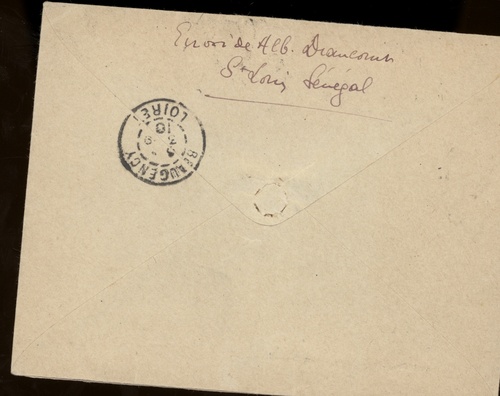 Envoi de Alb.
St Louis Sénégal
BEAUGENCY
LOIRET